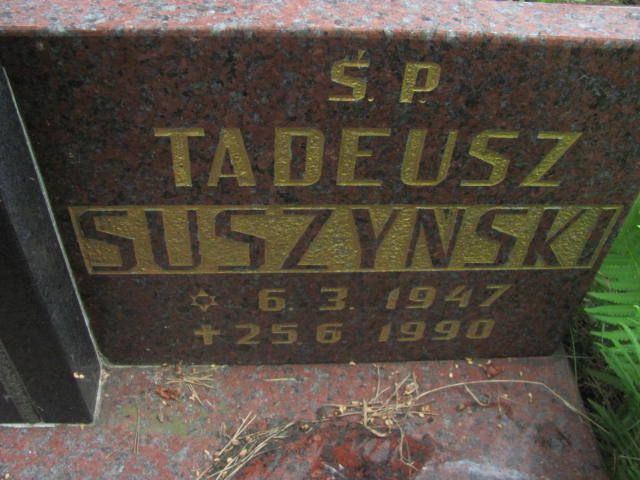 Ś. P.
TADEUSZ
SUSZYNSKI
✡ 6. 3. 1947
+ 25.6 1990